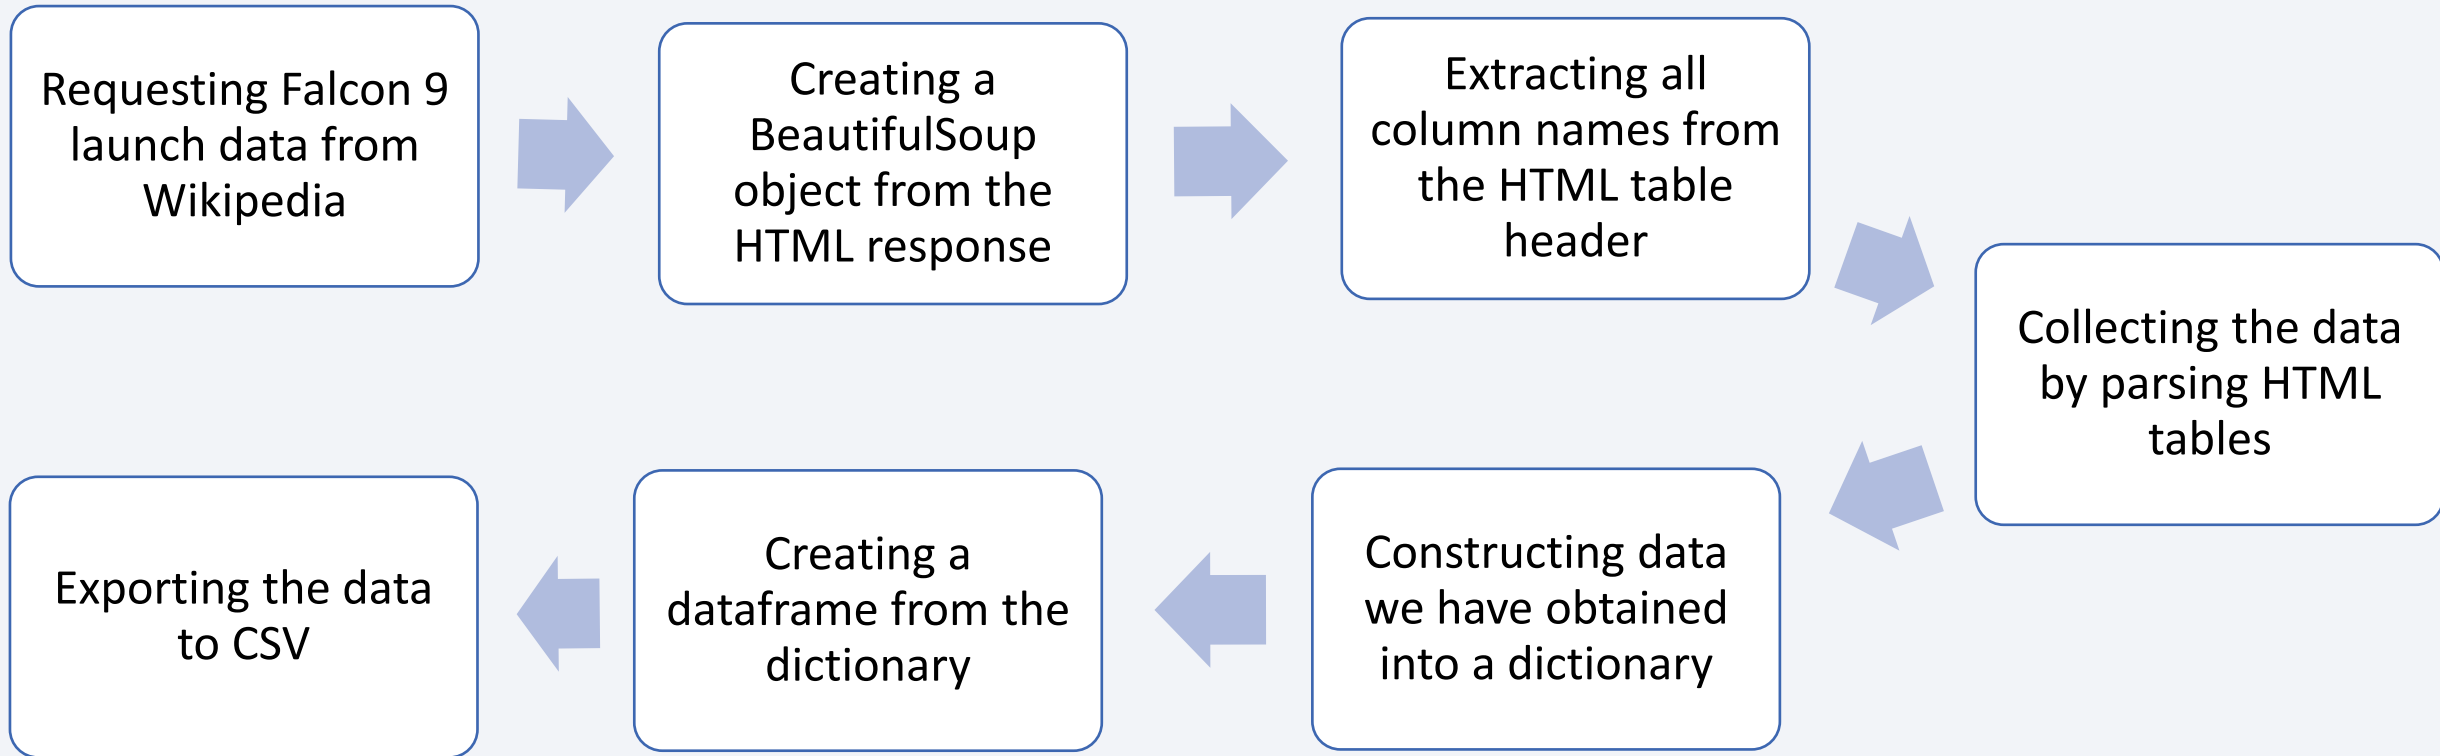 Requesting Falcon 9
launch data from
Wikipedia
Creating a
BeautifulSoup
object from the
HTML response
Extracting all
column names from
the HTML table
header
Collecting the data
by parsing HTML
tables
Constructing data
we have obtained
into a dictionary
Creating a
dataframe from the
dictionary
Exporting the data
to CSV